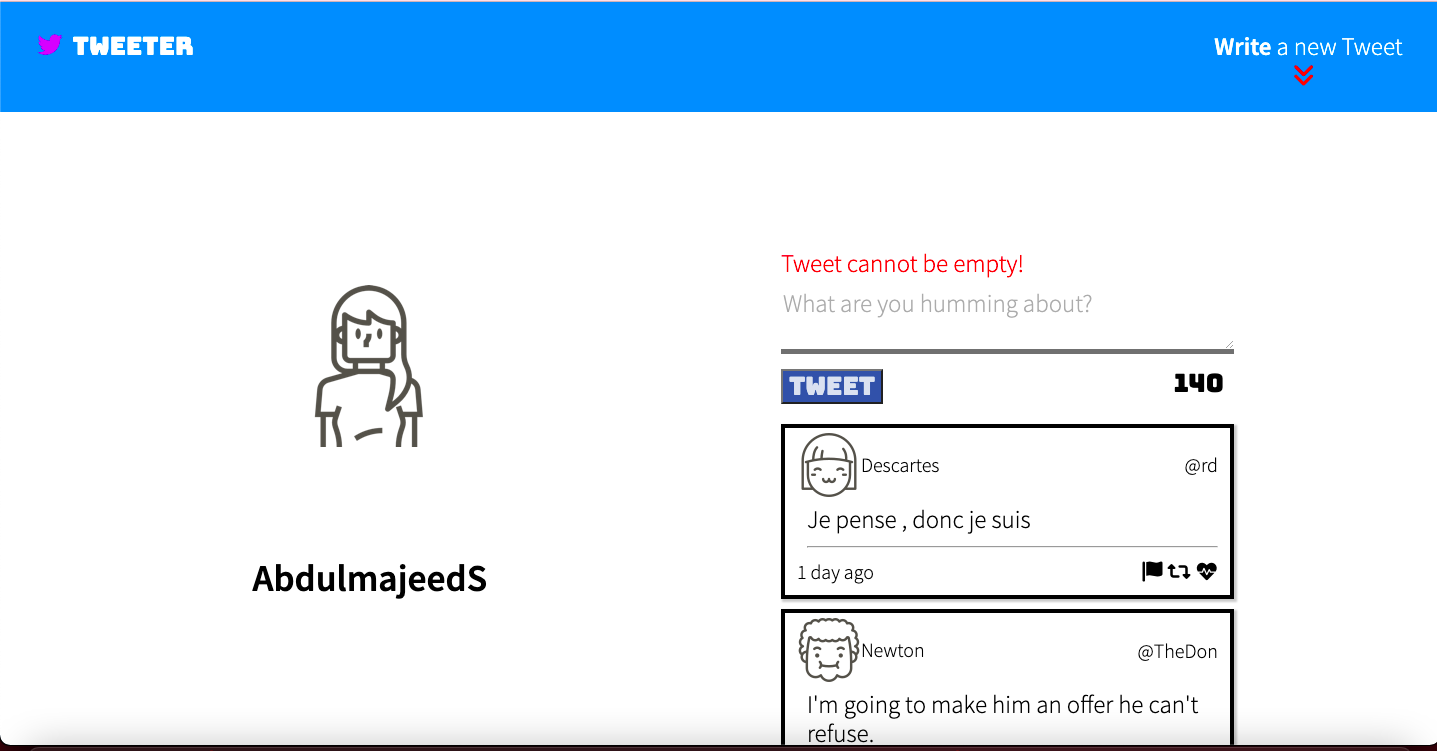 TWEETER
Write a new Tweet
AbdulmajeedS
Tweet cannot be empty!
What are you humming about?
TWEET
140
Descartes
@rd
Je pense , donc je suis
1 day ago
Newton
@TheDon
I'm going to make him an offer he can't
refuse.